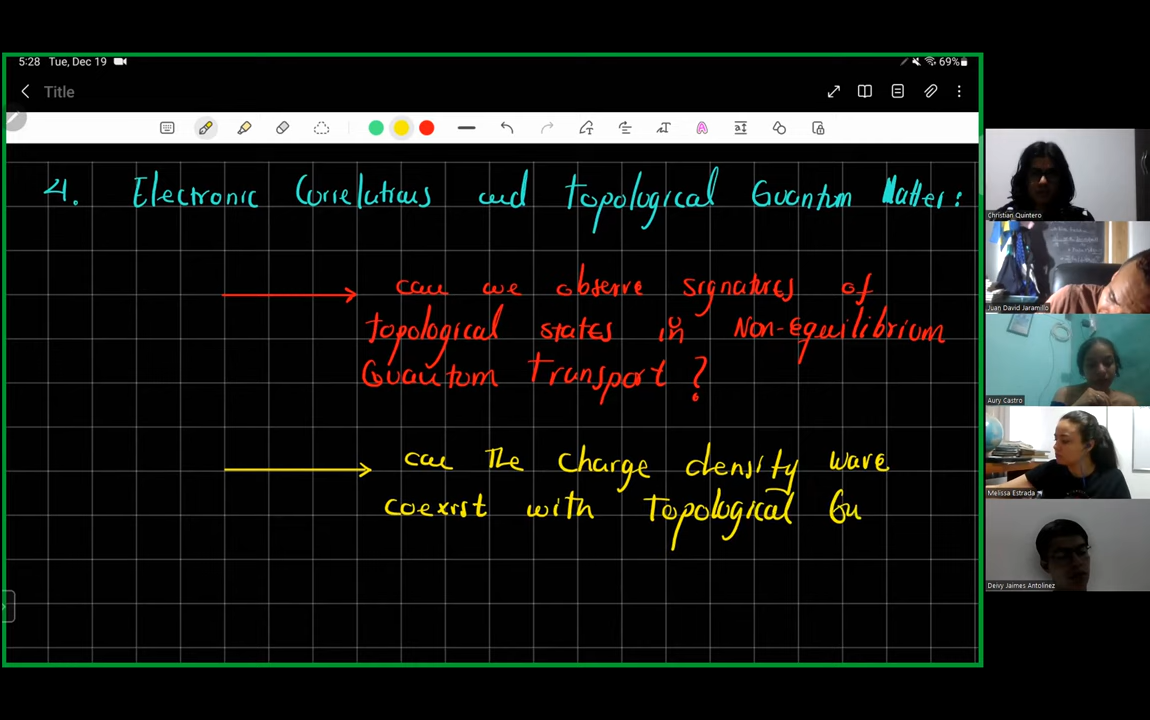 5:28 Tue, Dec 19
69%
Title
4. Electronic Correlations and Topological Quantum Matter:
can we observe signatures of
topological states in Non-Equilibrium
Quantum Transport?
can The charge density wave
coexist with Topological Qu
Christian Quintero
Juan David Jaramillo
Aury Castro
Melissa Estrada
Deivy Jaimes Antolinez